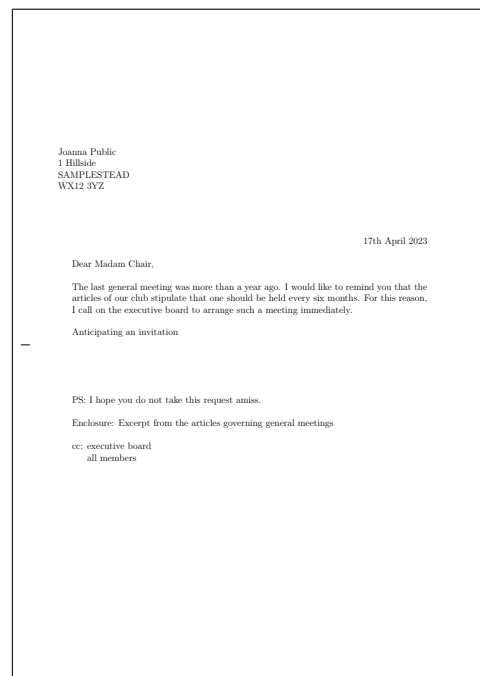 Joanna Public
1 Hillside
SAMPLESTEAD
WX12 3YZ
17th April 2023
Dear Madam Chair,
The last general meeting was more than a year ago. I would like to remind you that the
articles of our club stipulate that one should be held every six months. For this reason,
I call on the executive board to arrange such a meeting immediately.
Anticipating an invitation
PS: I hope you do not take this request amiss.
Enclosure: Excerpt from the articles governing general meetings
cc: executive board
all members